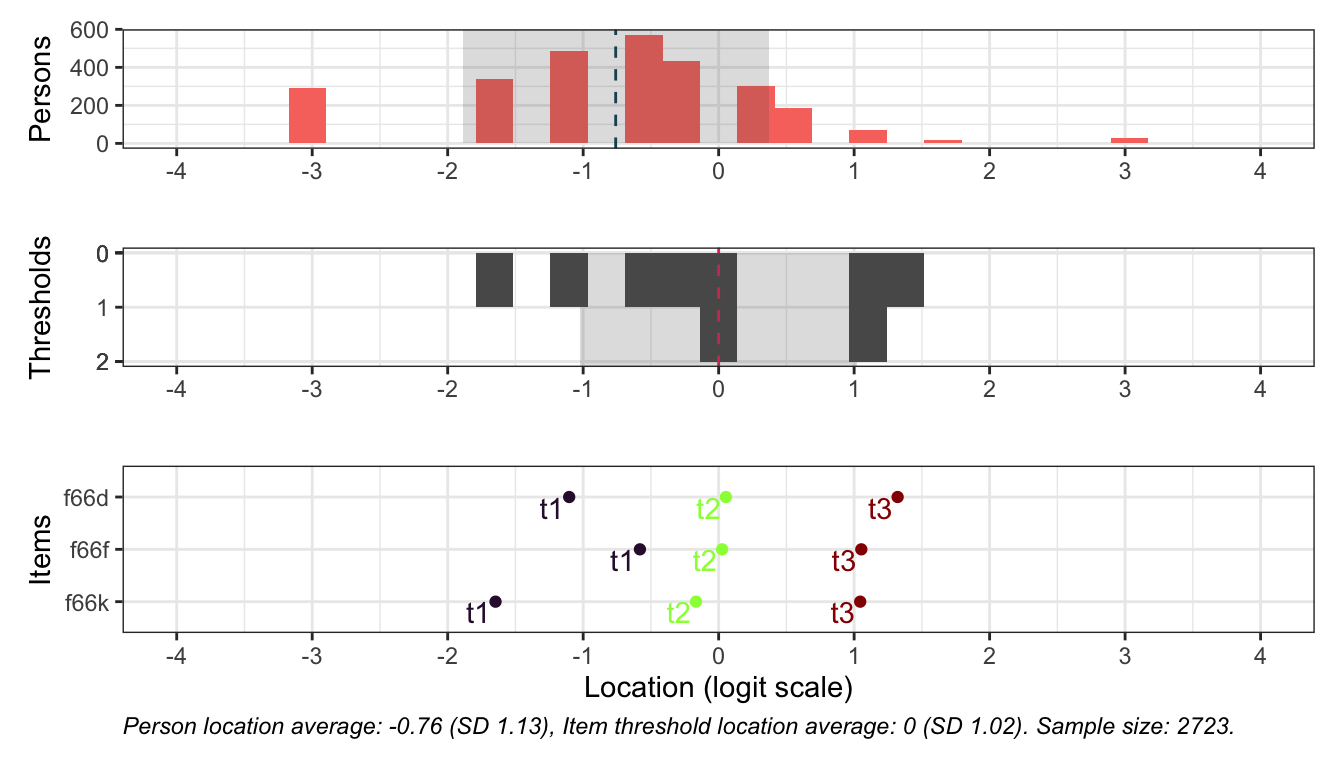 Persons
600
400
200
0
-4 -3 -2 -1 0 1 2 3 4
Thresholds
0
1
2
-4 -3 -2 -1 0 1 2 3 4
Items
f66d t1 t2 t3
f66f t1 t2 t3
f66k t1 t2 t3
-4 -3 -2 -1 0 1 2 3 4
Location (logit scale)
Person location average: -0.76 (SD 1.13), Item threshold location average: 0 (SD 1.02). Sample size: 2723.